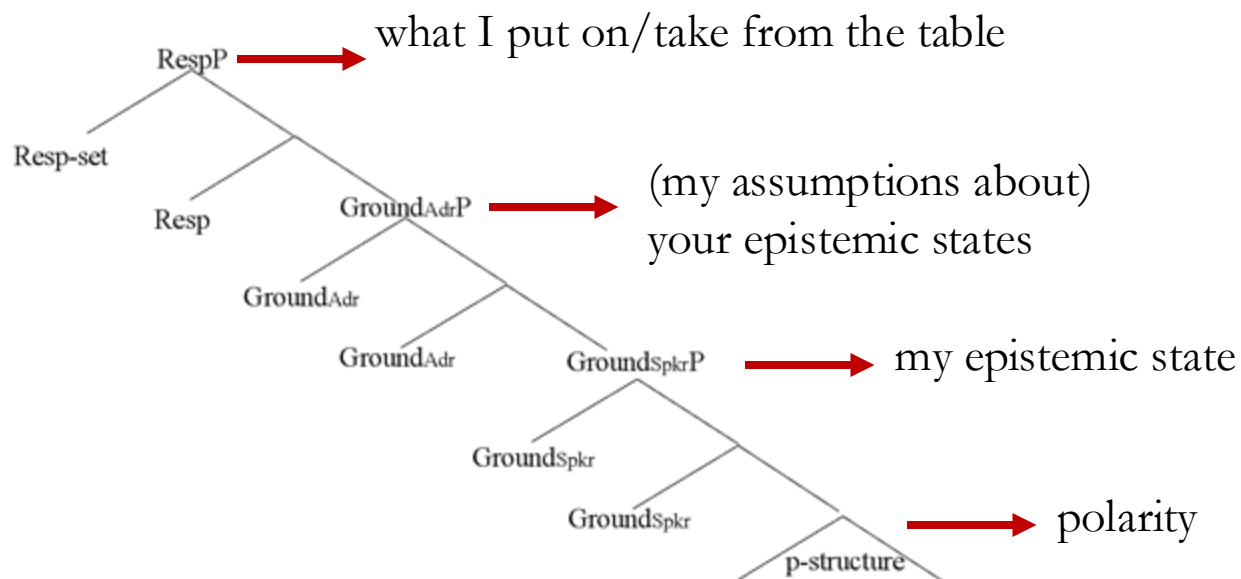 what I put on/take from the table
RespP
Resp-set
(my assumptions about)
Resp
GroundAdrP
your epistemic states
GroundAdr
GroundAdr
GroundSpkrP
my epistemic state
GroundSpkr
GroundSpkr
polarity
p-structure